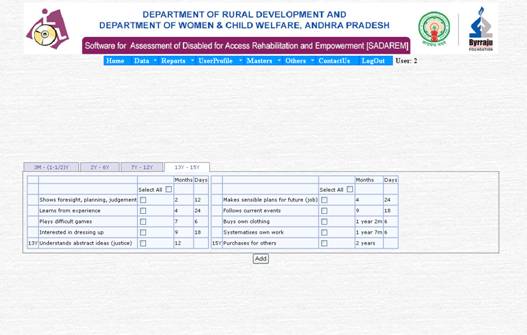 DEPARTMENT OF RURAL DEVELOPMENT AND
DEPARTMENT OF WOMEN & CHILD WELFARE, ANDHRA PRADESH
Software for Assessment of Disabled for Access Rehabilitation and Empowerment [SADAREM]
Byrraju
FOUNDATION
Home Data Reports UserProfile Masters Others ContactUs LogOut User: 2
3M - (1-1/2)Y 2Y - 6Y 7Y - 12Y 13Y - 15Y
Months Days Months Days
Select All Select All
Shows foresight, planning, judgement 2 12 Makes sensible plans for future (job) 4 24
Learns from experience 4 24 Follows current events 9 18
Plays difficult games 7 6 Buys own clothing 1 year 2m 6
Interested in dressing up 9 18 Systematises own work 1 year 7m 6
13Y Understands abstract ideas (justice) 12 15Y Purchases for others 2 years
Add